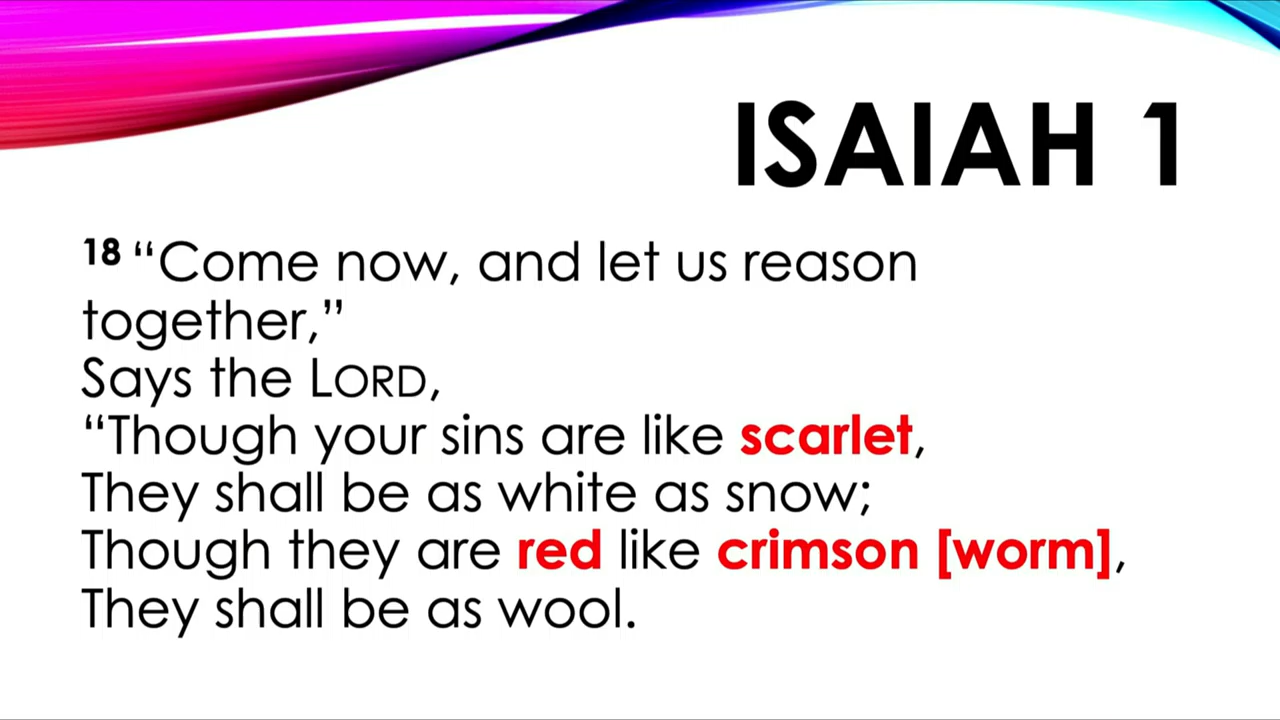 ISAIAH 1
18 “Come now, and let us reason
together,”
Says the LORD,
“Though your sins are like scarlet,
They shall be as white as snow;
Though they are red like crimson [worm],
They shall be as wool.